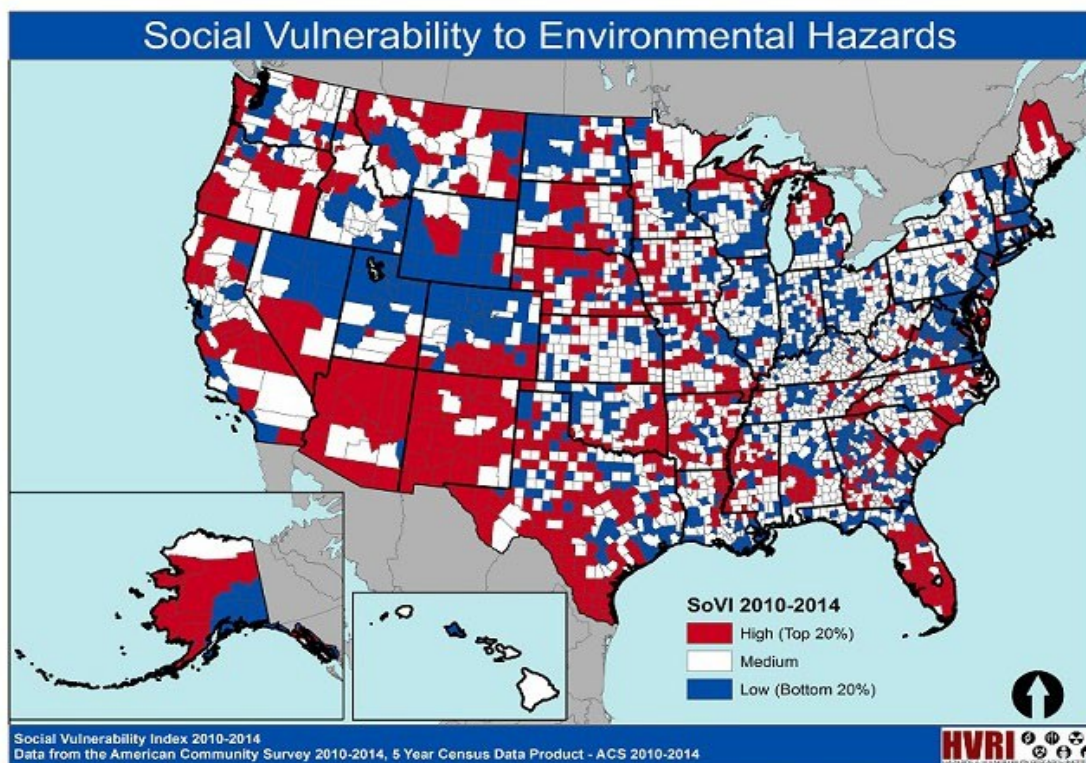 Social Vulnerability to Environmental Hazards
SoVI 2010-2014
High (Top 20%)
Medium
Low (Bottom 20%)
Social Vulnerability Index 2010-2014
Data from the American Community Survey 2010-2014, 5 Year Census Data Product - ACS 2010-2014
HVRI